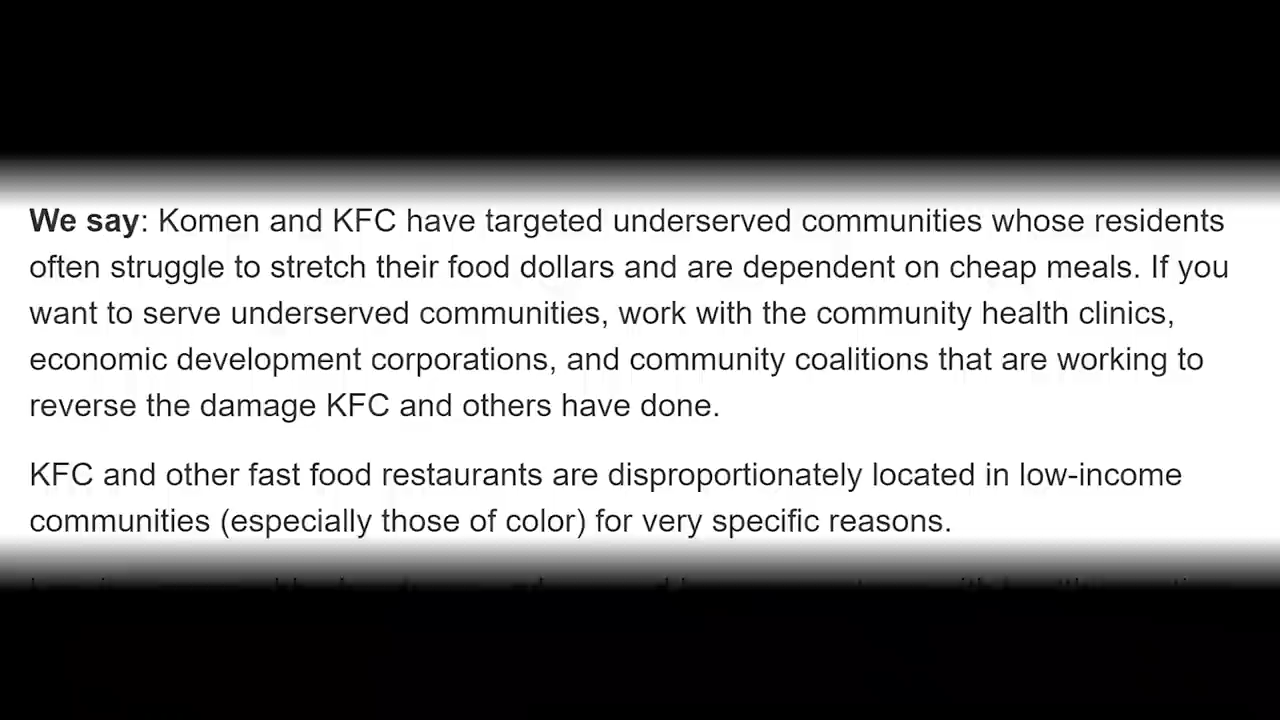 We say: Komen and KFC have targeted underserved communities whose residents
often struggle to stretch their food dollars and are dependent on cheap meals. If you
want to serve underserved communities, work with the community health clinics,
economic development corporations, and community coalitions that are working to
reverse the damage KFC and others have done.
KFC and other fast food restaurants are disproportionately located in low-income
communities (especially those of color) for very specific reasons.